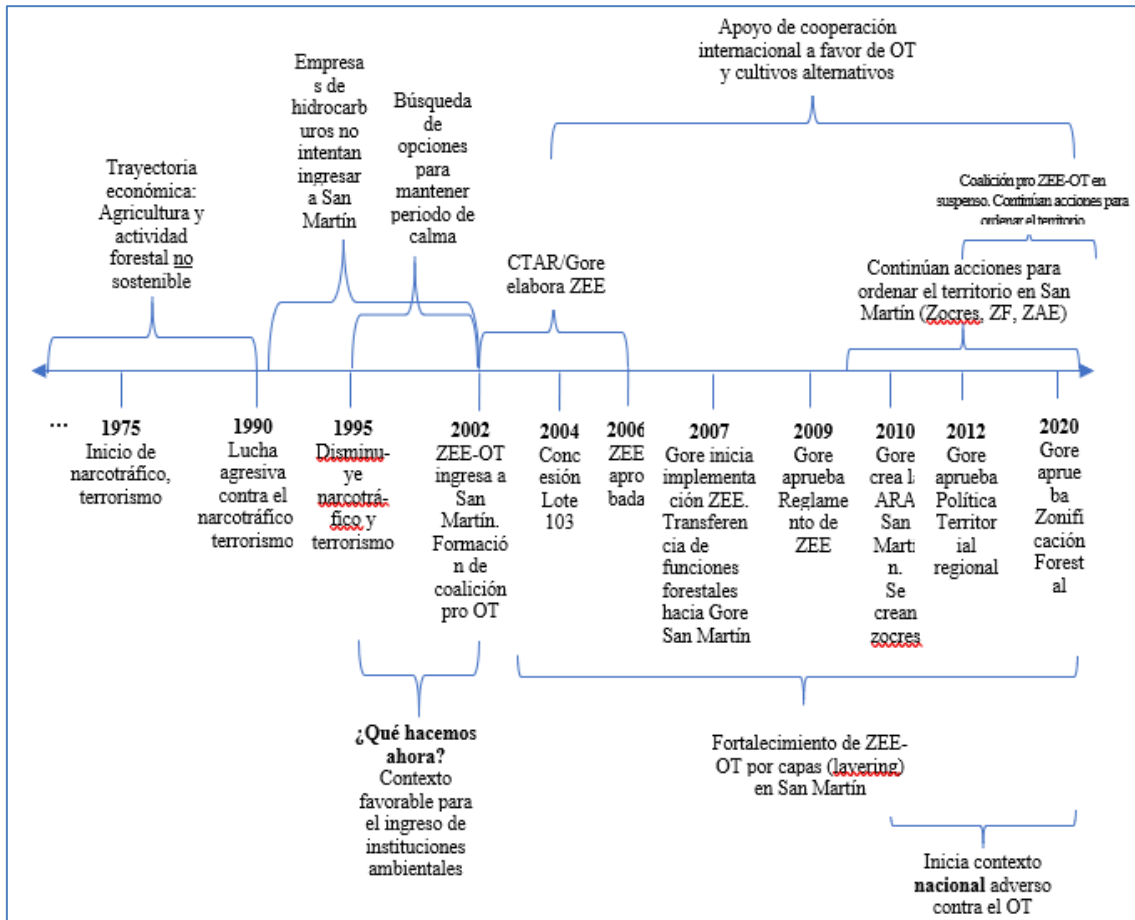 Apoyo de cooperación
internacional a favor de OT
y cultivos alternativos
Empresa
s de
hidrocarb
uros no
intentan
ingresar
a San
Martín
Búsqueda
de
opciones
para
mantener
periodo de
calma
Trayectoria
económica:
Agricultura y
actividad
forestal no
sostenible
Coalición pro ZEE-OT en
suspenso. Continúan acciones para
ordenar el territorio
CTAR/Gore
elabora ZEE
Continúan acciones para
ordenar el territorio en San
Martín (Zocres, ZF, ZAE)
...
1975
Inicio de
narcotráfico,
terrorismo
1990
Lucha
agresiva
contra el
narcotráfico
terrorismo
1995
Disminu-
ye
narcotrá-
fico y
terrorismo
2002
ZEE-OT
ingresa a
San
Martín.
Formació
n de
coalición
pro OT
2004
Conc
esión
Lote
103
2006
ZEE
apro
bada
2007
Gore inicia
implementa
ción ZEE.
Transferen
cia de
funciones
forestales
hacia Gore
San Martín
2009
Gore
aprueba
Reglame
nto de
ZEE
2010
Gore
crea la
ARA
San
Martí
n.
Se
crean
zocres
2012
Gore
aprueba
Política
Territor
ial
regional
2020
Gore
aprue
ba
Zonifi
cación
Forest
al
¿Qué hacemos
ahora?
Contexto
favorable para
el ingreso de
instituciones
ambientales
Fortalecimiento de ZEE-
OT por capas (layering)
en San Martín
Inicia contexto
nacional adverso
contra el OT